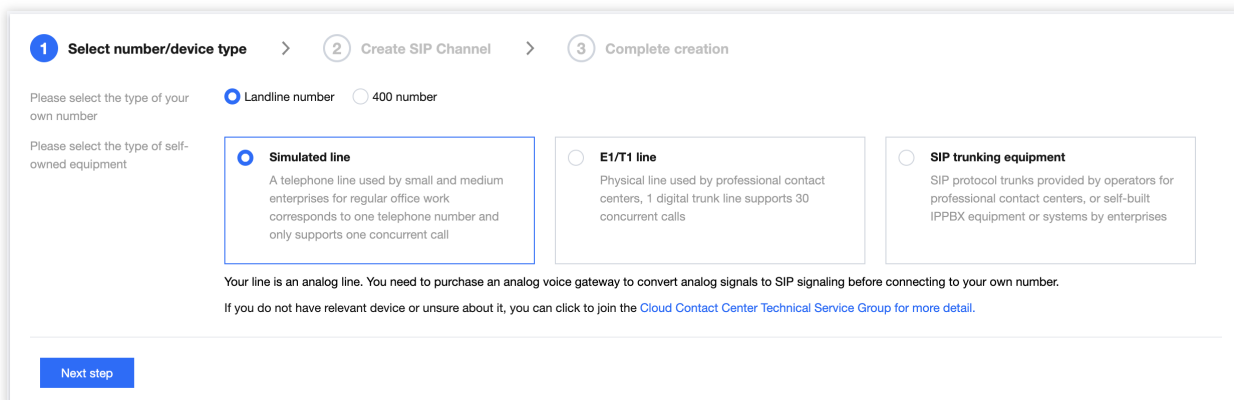 1 Select number/device type > 2 Create SIP Channel > 3 Complete creation
Please select the type of your
own number
Landline number 400 number
Please select the type of self-
owned equipment
Simulated line
A telephone line used by small and medium
enterprises for regular office work
corresponds to one telephone number and
only supports one concurrent call
E1/T1 line
Physical line used by professional contact
centers, 1 digital trunk line supports 30
concurrent calls
SIP trunking equipment
SIP protocol trunks provided by operators for
professional contact centers, or self-built
IPPBX equipment or systems by enterprises
Your line is an analog line. You need to purchase an analog voice gateway to convert analog signals to SIP signaling before connecting to your own number.
If you do not have relevant device or unsure about it, you can click to join the Cloud Contact Center Technical Service Group for more detail.
Next step